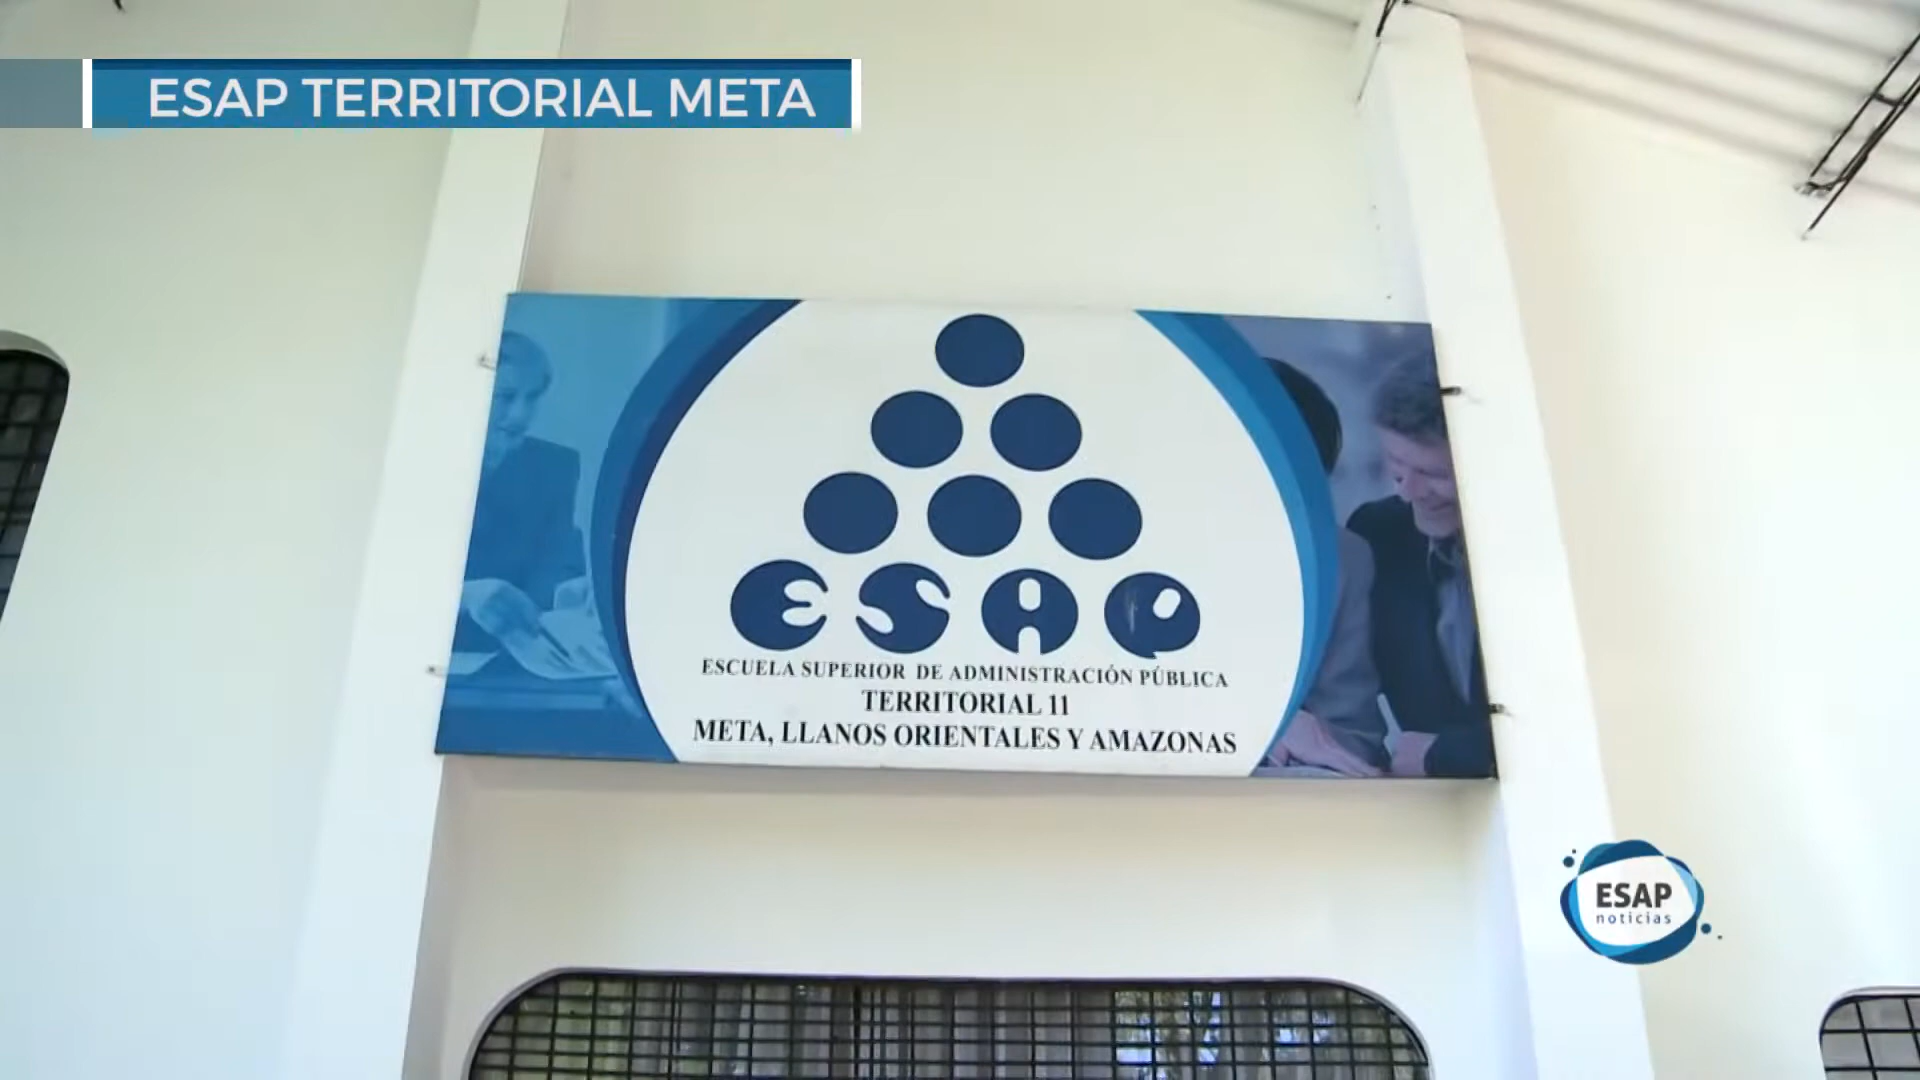 ESAP TERRITORIAL META
ESAP
ESCUELA SUPERIOR DE ADMINISTRACIÓN PÚBLICA
TERRITORIAL 11
META, LLANOS ORIENTALES Y AMAZONAS
ESAP
noticias